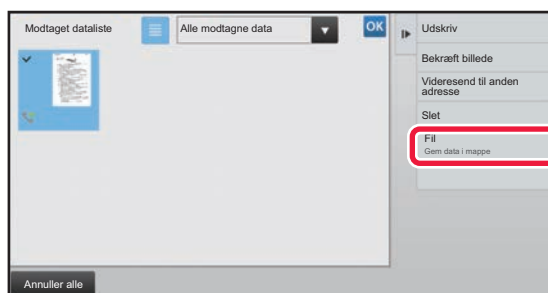 Modtaget dataliste
Alle modtagne data
OK
Udskriv
Bekræft billede
Videresend til anden
adresse
Slet
Fil
Gem data i mappe
Annuller alle